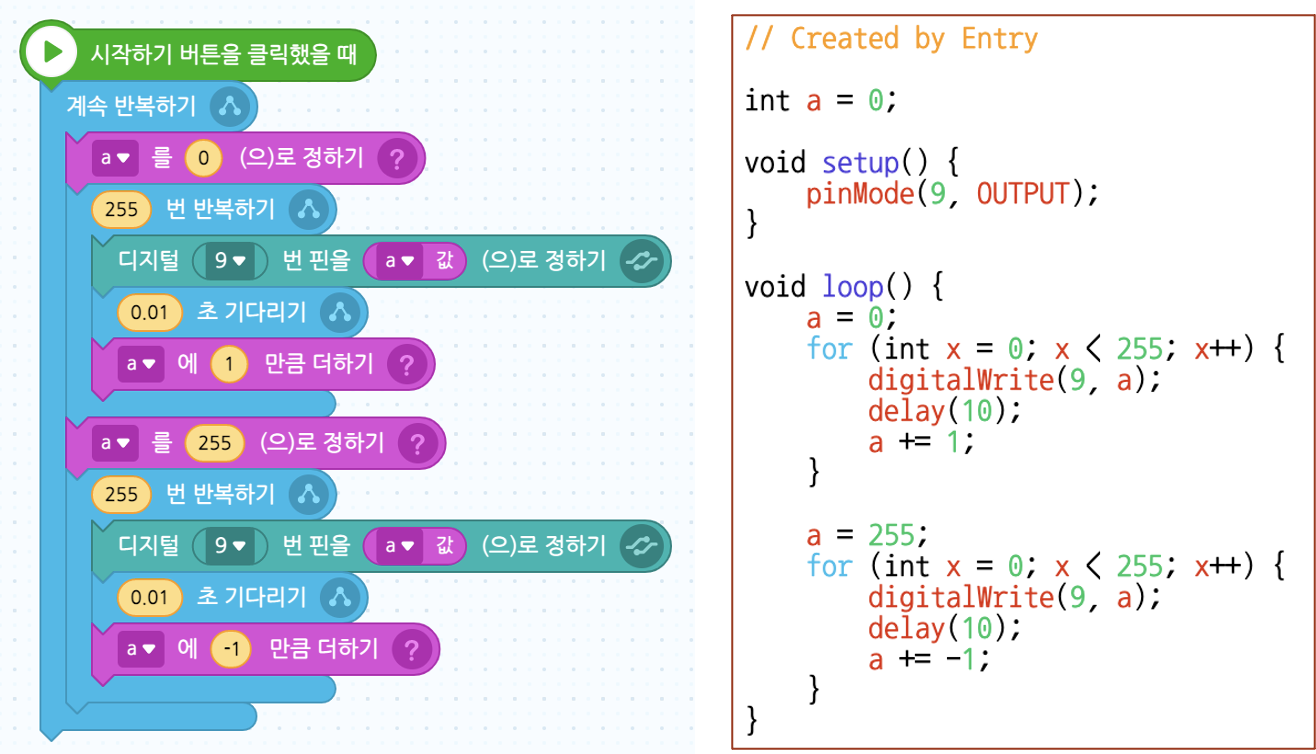 시작하기 버튼을 클릭했을 때
계속 반복하기
a 를 0 (으)로 정하기 ?
255 번 반복하기
디지털 9 번 핀을 a 값 (으)로 정하기
0.01 초 기다리기
a 에 1 만큼 더하기 ?
a 를 255 (으)로 정하기 ?
255 번 반복하기
디지털 9 번 핀을 a 값 (으)로 정하기
0.01 초 기다리기
a 에 -1 만큼 더하기 ?
// Created by Entry
int a = 0;
void setup() {
    pinMode(9, OUTPUT);
}
void loop() {
    a = 0;
    for (int x = 0; x < 255; x++) {
        digitalWrite(9, a);
        delay(10);
        a += 1;
    }
    a = 255;
    for (int x = 0; x < 255; x++) {
        digitalWrite(9, a);
        delay(10);
        a += -1;
    }
}